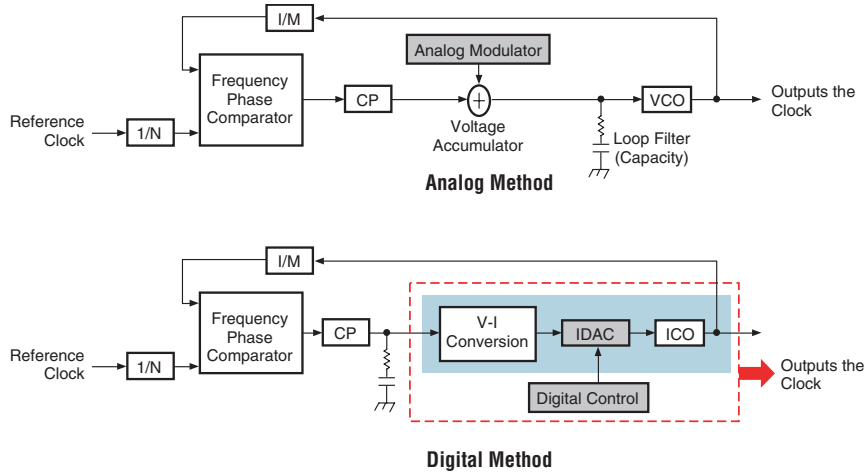 I/M
Analog Modulator
Frequency
Phase
Comparator
CP
+
VCO
Outputs the
Clock
Reference
Clock
1/N
Voltage
Accumulator
Loop Filter
(Capacity)
Analog Method
I/M
Frequency
Phase
Comparator
CP
V-I
Conversion
IDAC
ICO
Reference
Clock
1/N
Digital Control
Outputs the
Clock
Digital Method